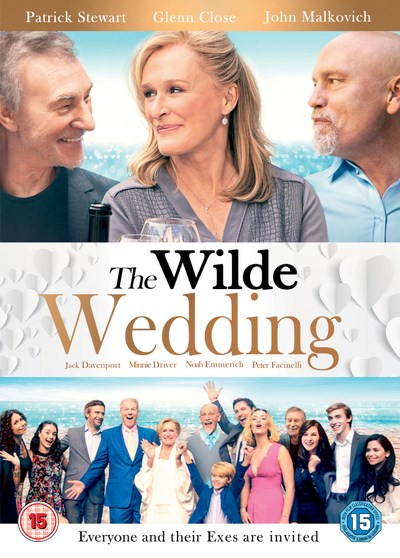 Patrick Stewart Glenn Close John Malkovich
The Wilde
Wedding
Jack Davenport Minnie Driver Noah Emmerich Peter Facinelli
15 15
Everyone and their Exes are invited